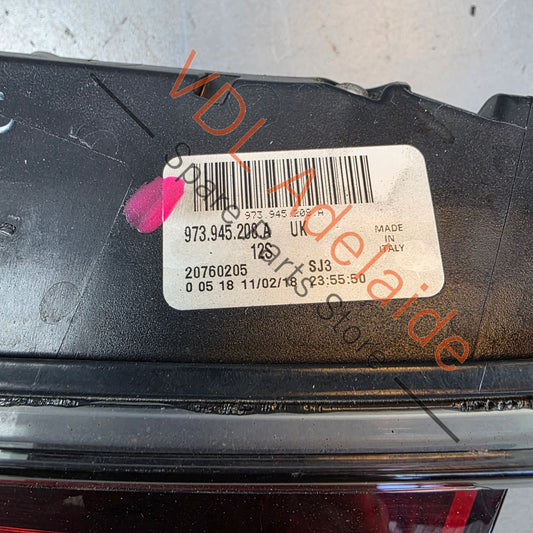 973.945.208.A
973.945.208.A UK
12S
MADE
IN
ITALY
20760205 SJ3
0 05 18 11/02/18 23:55:50
VDL Adelaide
Spare Parts Store